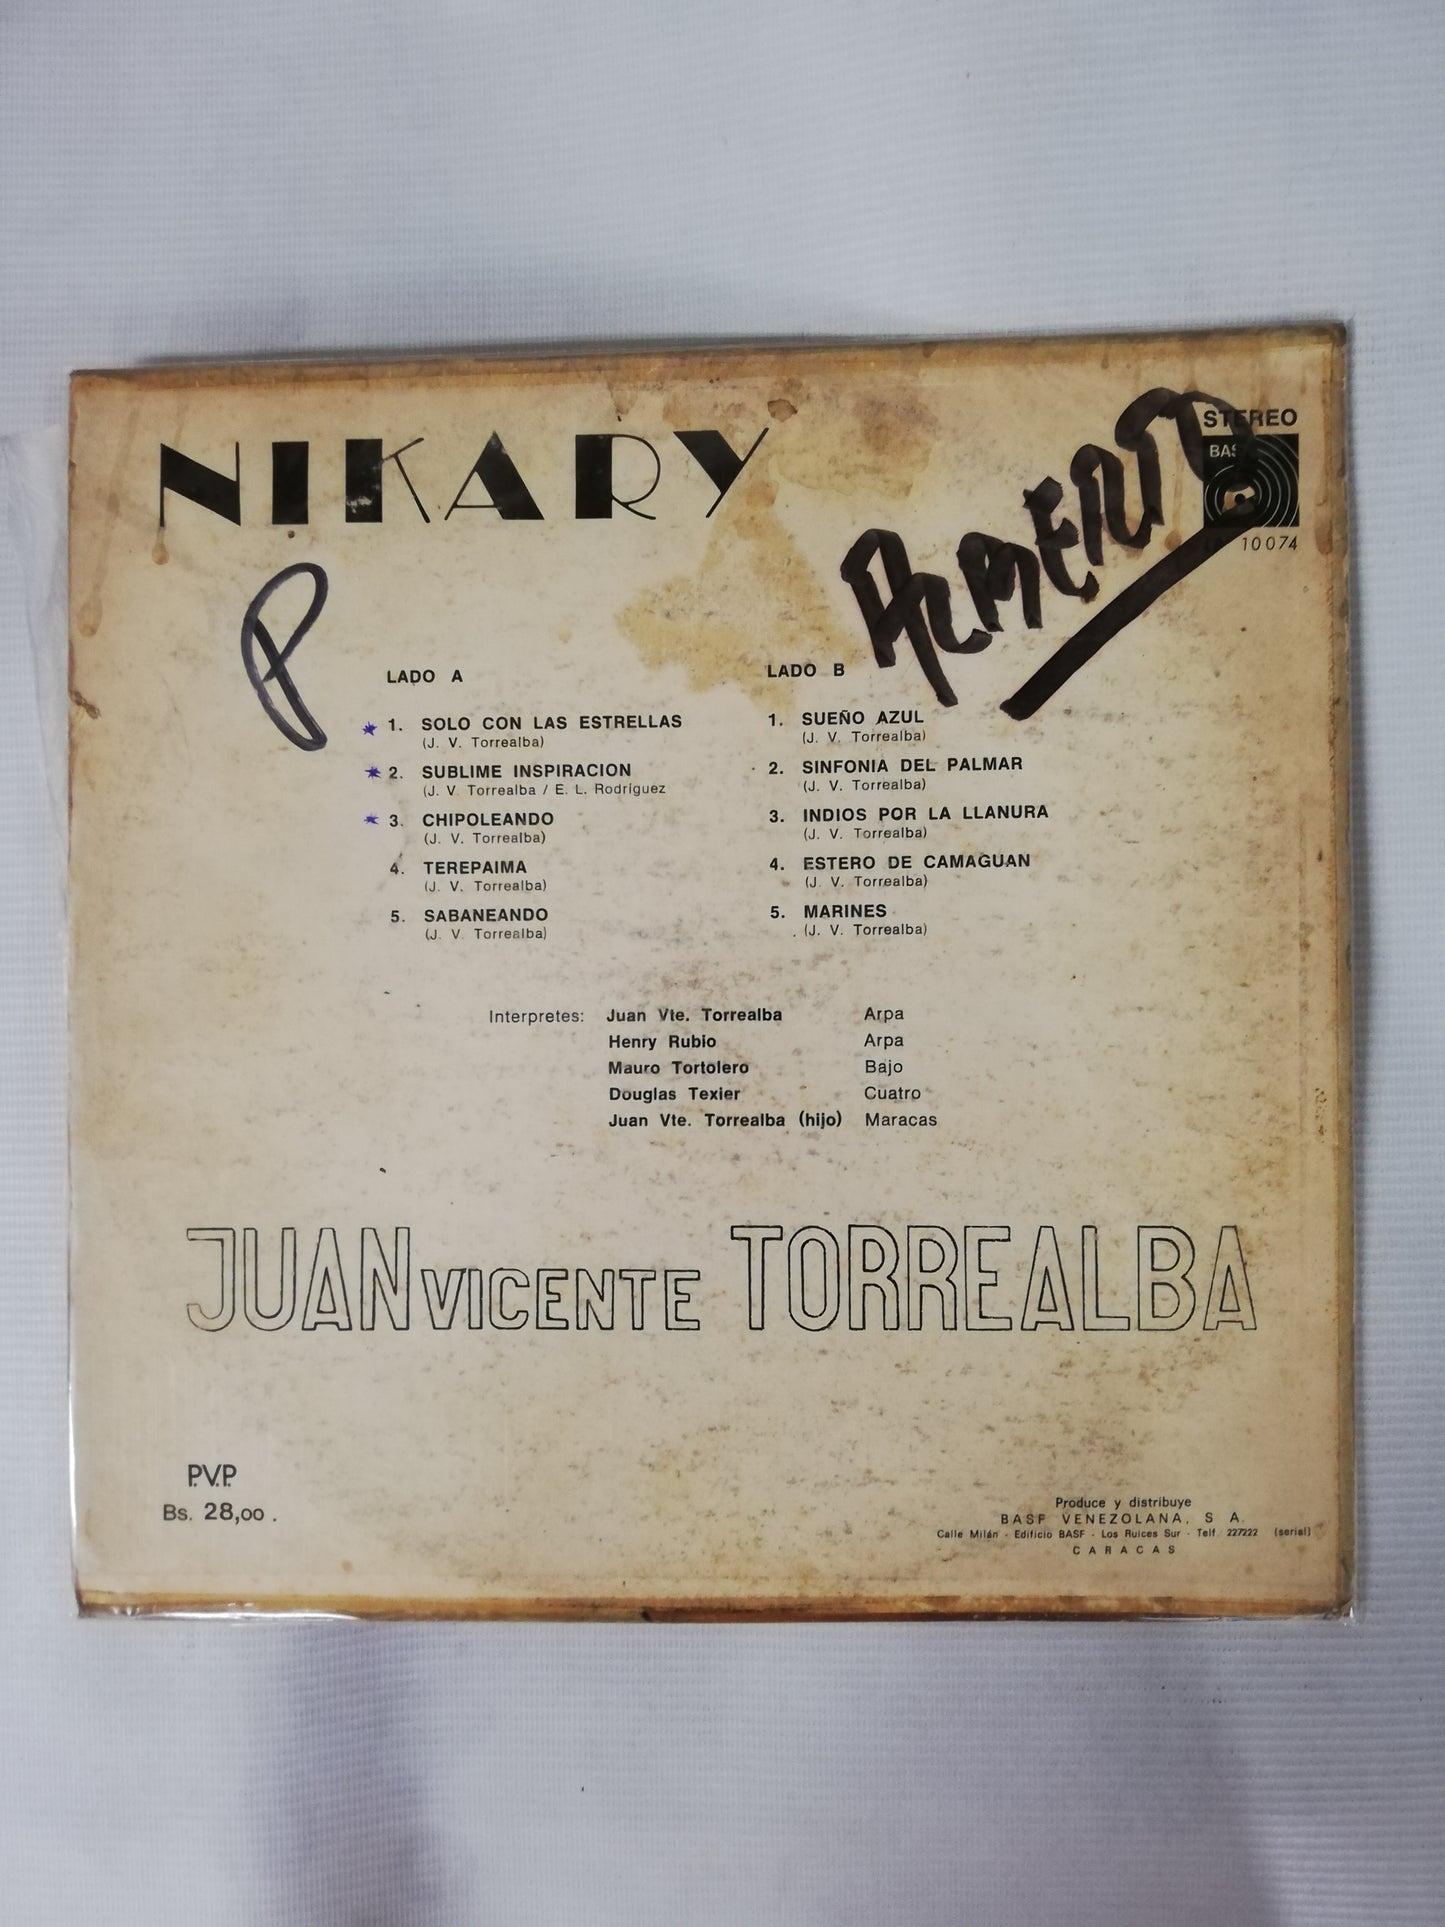 NIKARY
STEREO
BAS
10074
P
LADO A
1. SOLO CON LAS ESTRELLAS
(J. V. Torrealba)
2. SUBLIME INSPIRACION
(J. V. Torrealba / E. L. Rodriguez
3. CHIPOLEANDO
(J. V. Torrealba)
4. TEREPAIMA
(J. V. Torrealba)
5. SABANEANDO
(J. V. Torrealba)
LADO B
1. SUEÑO AZUL
(J. V. Torrealba)
2. SINFONIA DEL PALMAR
(J. V. Torrealba)
3. INDIOS POR LA LLANURA
(J. V. Torrealba)
4. ESTERO DE CAMAGUAN
(J. V. Torrealba)
5. MARINES
(J. V. Torrealba)
Interpretes: Juan Vte. Torrealba Arpa
Henry Rubio Arpa
Mauro Tortolero Bajo
Douglas Texier Cuatro
Juan Vte. Torrealba (hijo) Maracas
JUAN VICENTE TORREALBA
P.V.P
Bs. 28,00.
Produce y distribuye
BASF VENEZOLANA, S A.
Calle Milán - Edificio BASF - Los Ruices Sur - Telf. 227222 (serial)
CARACAS